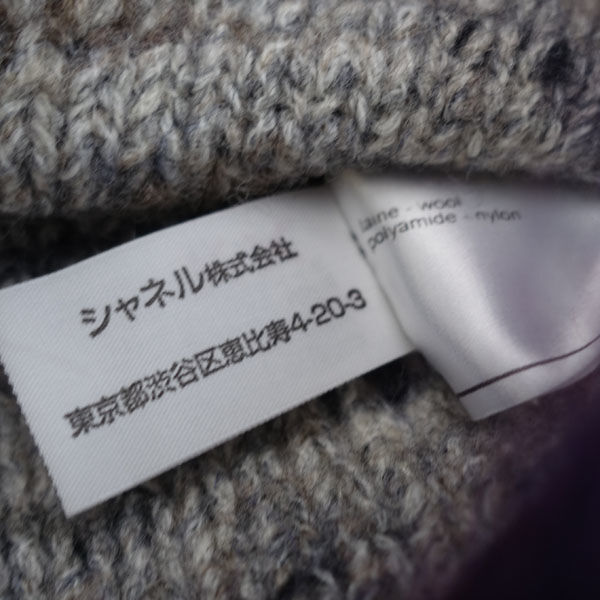 シャネル株式会社
東京都渋谷区恵比寿4-20-3
laine - wool
polyamide - nylon